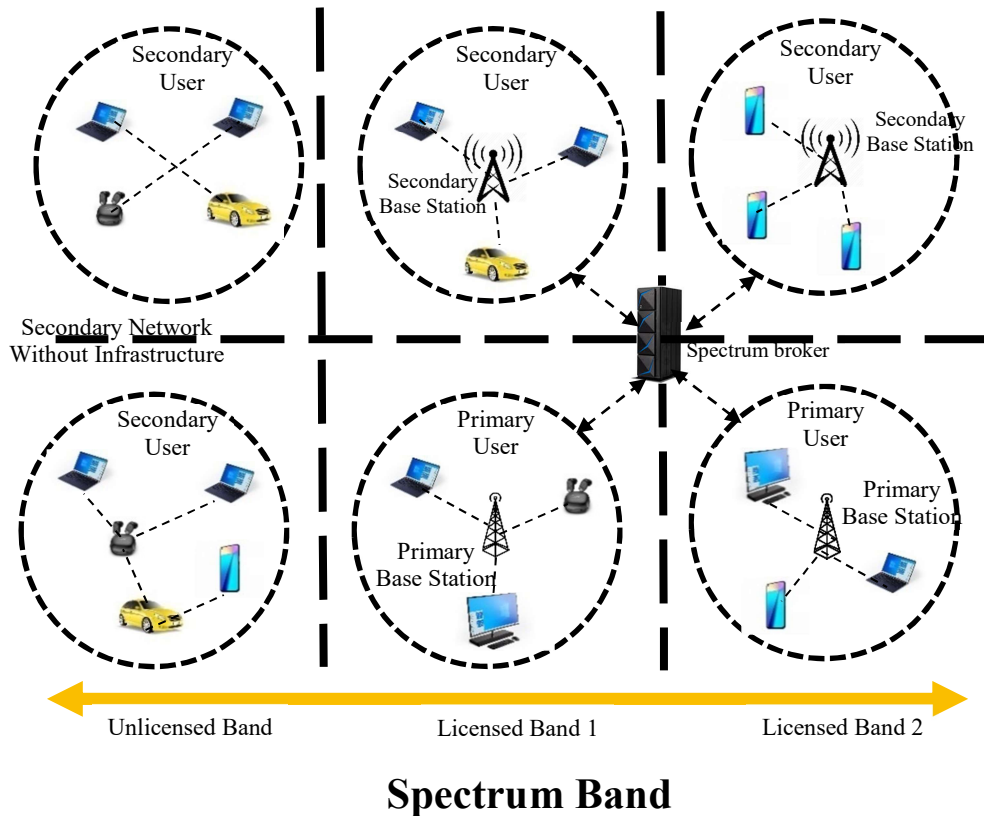 Secondary
User
Secondary
User
Secondary
Base Station
Secondary
User
Secondary
Base Station
Secondary Network
Without Infrastructure
Spectrum broker
Secondary
User
Primary
User
Primary
Base Station
Primary
User
Primary
Base Station
Unlicensed Band
Licensed Band 1
Licensed Band 2
Spectrum Band